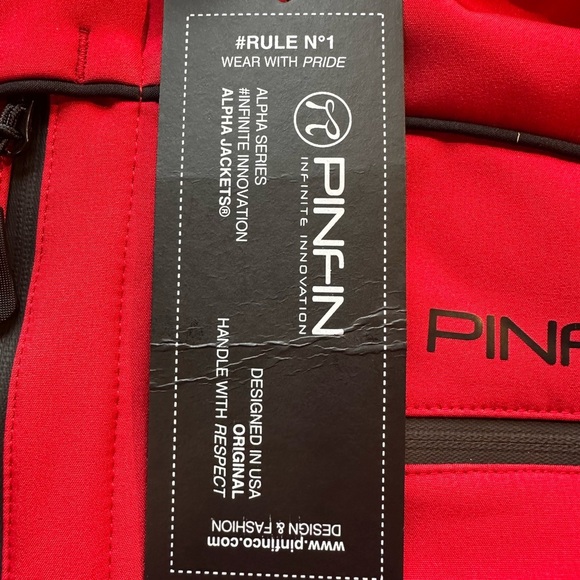 #RULE N°1
WEAR WITH PRIDE
PINFIN
INFINITE INNOVATION
ALPHA SERIES
#INFINITE INNOVATION
ALPHA JACKETS®
DESIGNED IN USA
ORIGINAL
HANDLE WITH RESPECT
www.pinfinco.com
DESIGN & FASHION
PINF